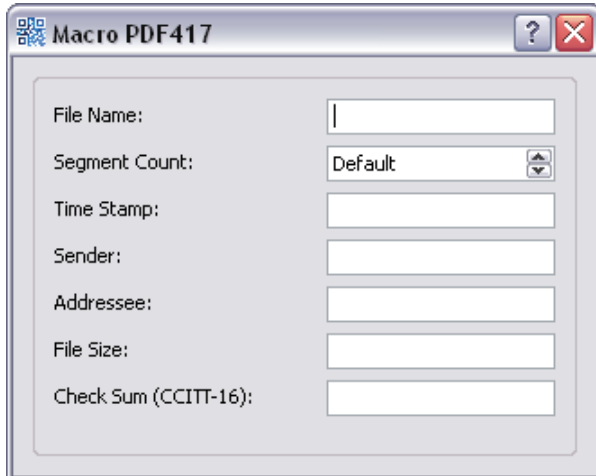 Macro PDF417
File Name:
Segment Count: Default
Time Stamp:
Sender:
Addressee:
File Size:
Check Sum (CCITT-16):